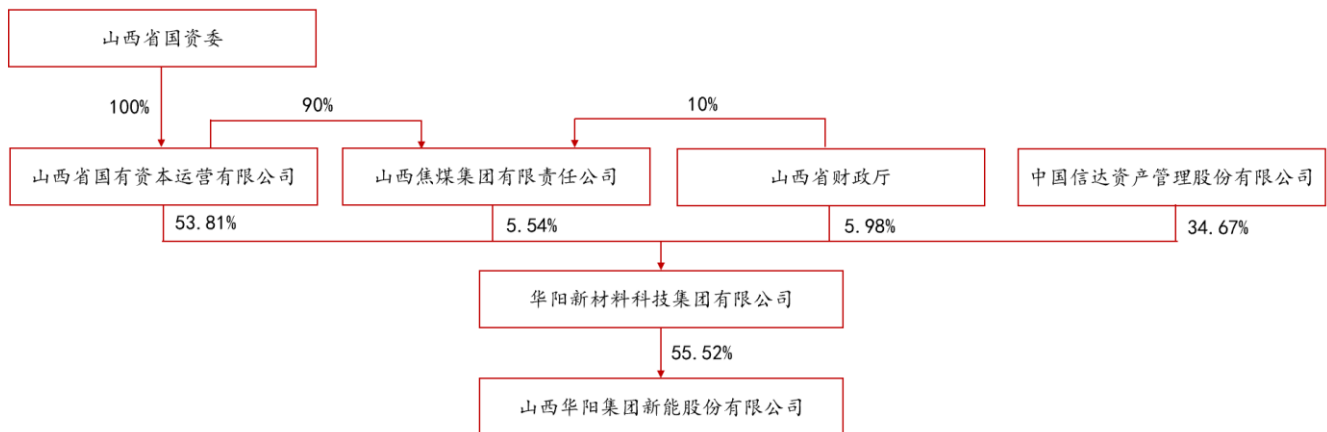 山西省国资委
100%
90%
10%
山西省国有资本运营有限公司
山西焦煤集团有限责任公司
山西省财政厅
中国信达资产管理股份有限公司
53.81%
5.54%
5.98%
34.67%
华阳新材料科技集团有限公司
55.52%
山西华阳集团新能股份有限公司